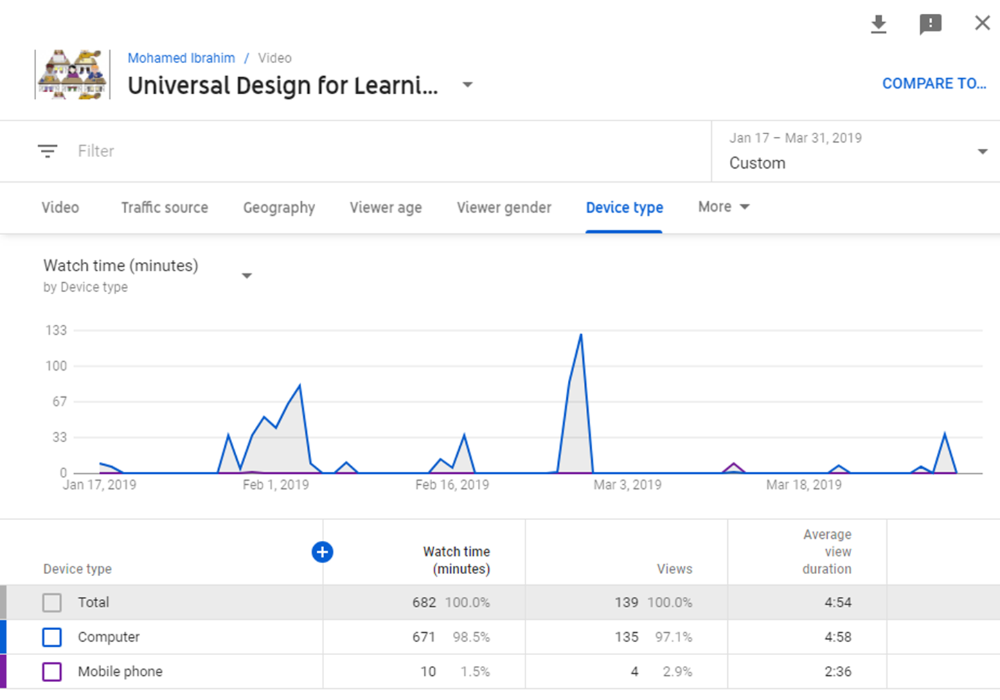 Mohamed Ibrahim / Video
Universal Design for Learni...
COMPARE TO...
Filter
Jan 17 – Mar 31, 2019
Custom
Video Traffic source Geography Viewer age Viewer gender Device type More
Watch time (minutes)
by Device type
133
100
67
33
0
Jan 17, 2019 Feb 1, 2019 Feb 16, 2019 Mar 3, 2019 Mar 18, 2019
Device type
Watch time
(minutes)
Views
Average
view
duration
Total 682 100.0% 139 100.0% 4:54
Computer 671 98.5% 135 97.1% 4:58
Mobile phone 10 1.5% 4 2.9% 2:36